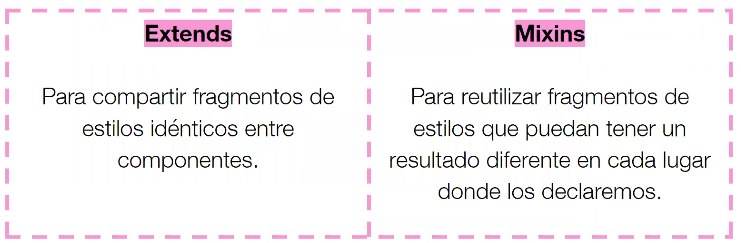 Extends
Para compartir fragmentos de
estilos idénticos entre
componentes.
Mixins
Para reutilizar fragmentos de
estilos que puedan tener un
resultado diferente en cada lugar
donde los declaremos.